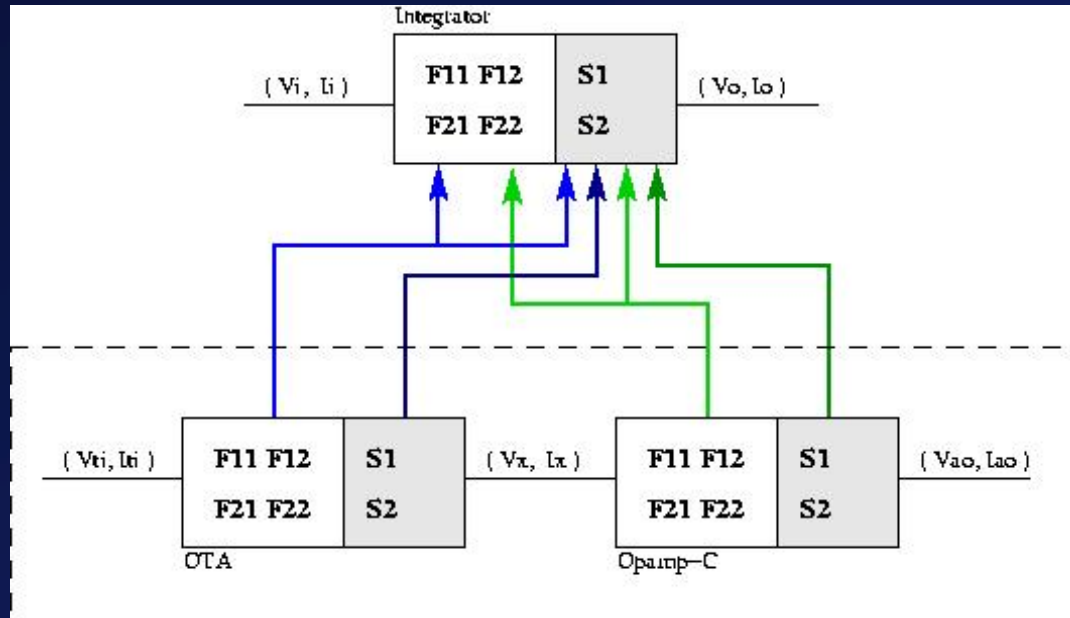 Integrator
( Vi, Ii )
F11 F12
S1
( Vo, Io )
F21 F22
S2
( Vti, Iti )
F11 F12
S1
( Vx, Ix )
F11 F12
S1
( Vao, Iao )
F21 F22
S2
F21 F22
S2
OTA
Opamp-C